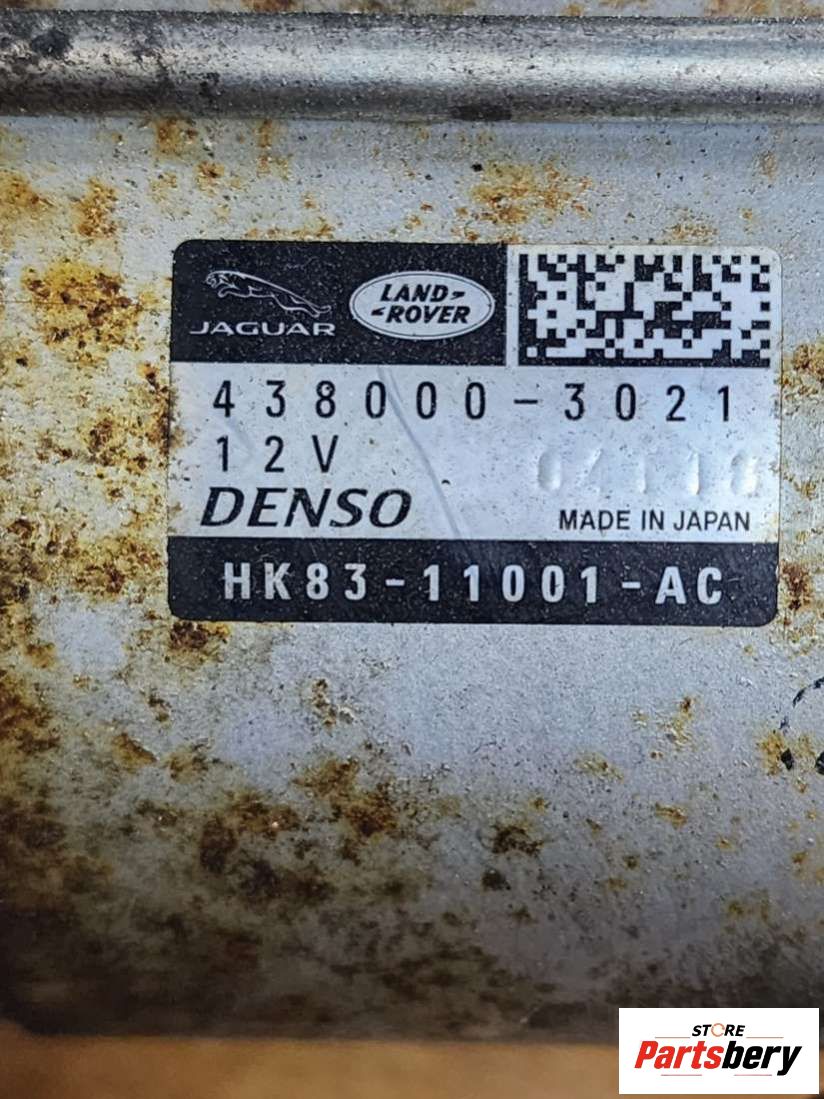 JAGUAR
LAND-
-ROVER
438000-3021
12V
DENSO
MADE IN JAPAN
HK83-11001-AC
STORE
Partsbery